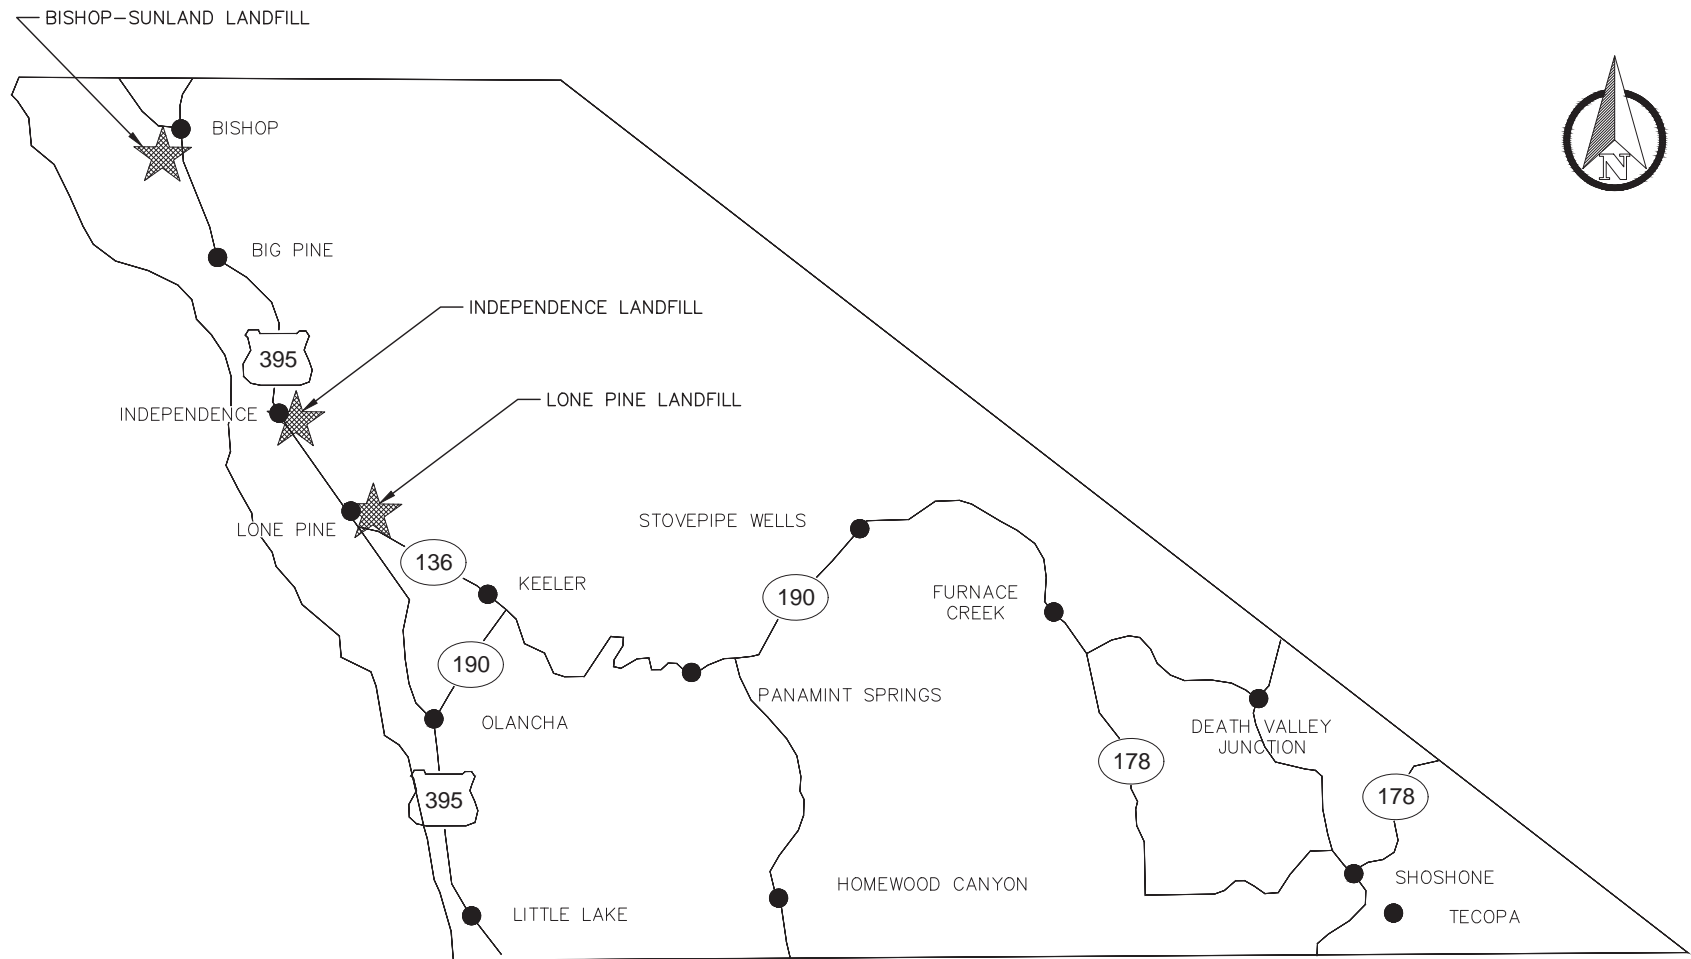 BISHOP-SUNLAND LANDFILL
BISHOP
N
BIG PINE
INDEPENDENCE LANDFILL
395
LONE PINE LANDFILL
INDEPENDENCE
STOVEPIPE WELLS
LONE PINE
136
KEELER
190
FURNACE
CREEK
190
PANAMINT SPRINGS
OLANCHA
DEATH VALLEY
JUNCTION
178
395
178
HOMEWOOD CANYON
SHOSHONE
LITTLE LAKE
TECOPA